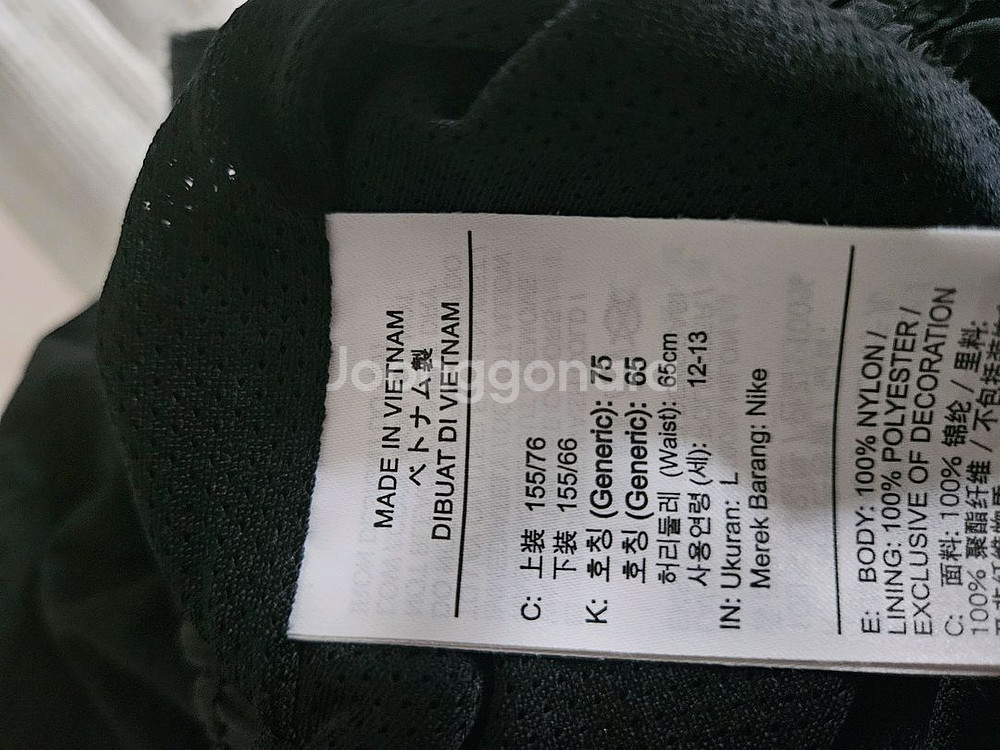 MADE IN VIETNAM
ベトナム製
DIBUAT DI VIETNAM
C: 上装 155/76
下装 155/66
K: 호칭 (Generic): 75
호칭 (Generic): 65
허리둘레 (Waist): 65cm
사용연령 (세): 12-13
IN: Ukuran: L
Merek Barang: Nike
E: BODY: 100% NYLON /
LINING: 100% POLYESTER /
EXCLUSIVE OF DECORATION
C: 面料: 100% 锦纶 / 里料:
100% 聚酯纤维 / 不包括装饰